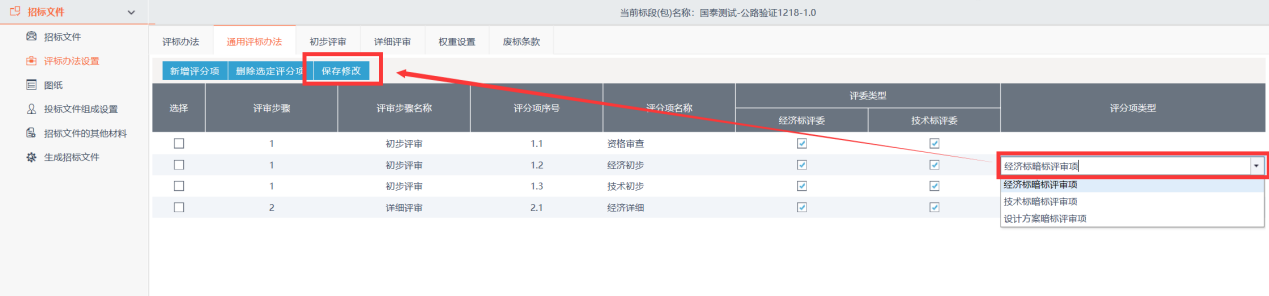 招标文件
当前标段(包)名称：国泰测试-公路验证1218-1.0
招标文件
评标办法设置
图纸
投标文件组成设置
招标文件的其他材料
生成招标文件
评标办法 通用评标办法 初步评审 详细评审 权重设置 废标条款
新增评分项 删除选定评分项 保存修改
选择 评审步骤 评审步骤名称 评分项序号 评分项名称 评委类型 评分项类型
经济标评委 技术标评委
1 初步评审 1.1 资格审查
1 初步评审 1.2 经济初步 经济标暗标评审项
1 初步评审 1.3 技术初步 经济标暗标评审项
技术标暗标评审项
2 详细评审 2.1 经济详细
设计方案暗标评审项